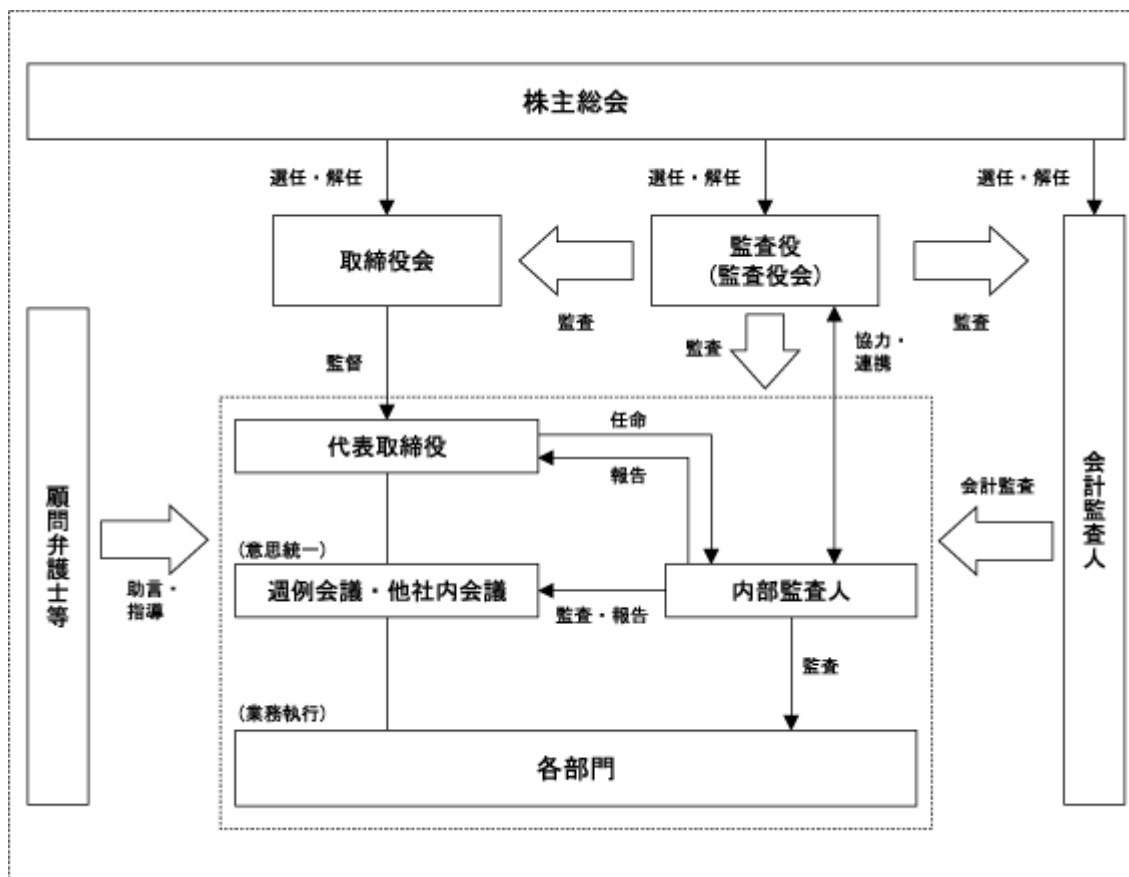 株主総会
選任・解任
選任・解任
選任・解任
取締役会
監査役
(監査役会)
監査
監査
監査
協力・
連携
監督
代表取締役
任命
報告
会計監査
会計監査人
顧問弁護士等
助言・
指導
(意思統一)
週例会議・他社内会議
監査・報告
内部監査人
監査
(業務執行)
各部門